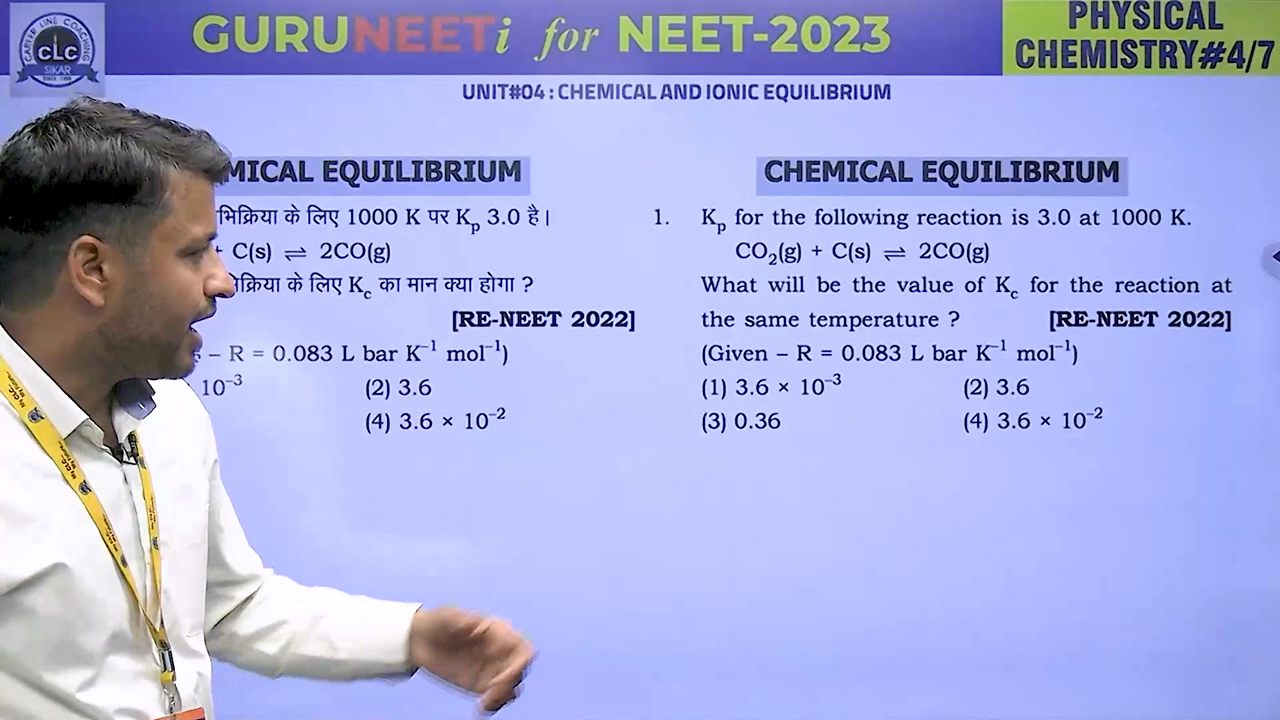 GURUNEETi for NEET-2023
PHYSICAL
CHEMISTRY#4/7
CAREER LINE COACHING
CLC
SIKAR
UNIT#04 : CHEMICAL AND IONIC EQUILIBRIUM
MICAL EQUILIBRIUM
भिक्रिया के लिए 1000 K पर Kp 3.0 है।
+ C(s) ⇌ 2CO(g)
क्रिया के लिए Kc का मान क्या होगा ?
[RE-NEET 2022]
– R = 0.083 L bar K⁻¹ mol⁻¹)
10⁻³ (2) 3.6
(4) 3.6 × 10⁻²
CHEMICAL EQUILIBRIUM
1. Kp for the following reaction is 3.0 at 1000 K.
CO₂(g) + C(s) ⇌ 2CO(g)
What will be the value of Kc for the reaction at
the same temperature ? [RE-NEET 2022]
(Given – R = 0.083 L bar K⁻¹ mol⁻¹)
(1) 3.6 × 10⁻³ (2) 3.6
(3) 0.36 (4) 3.6 × 10⁻²